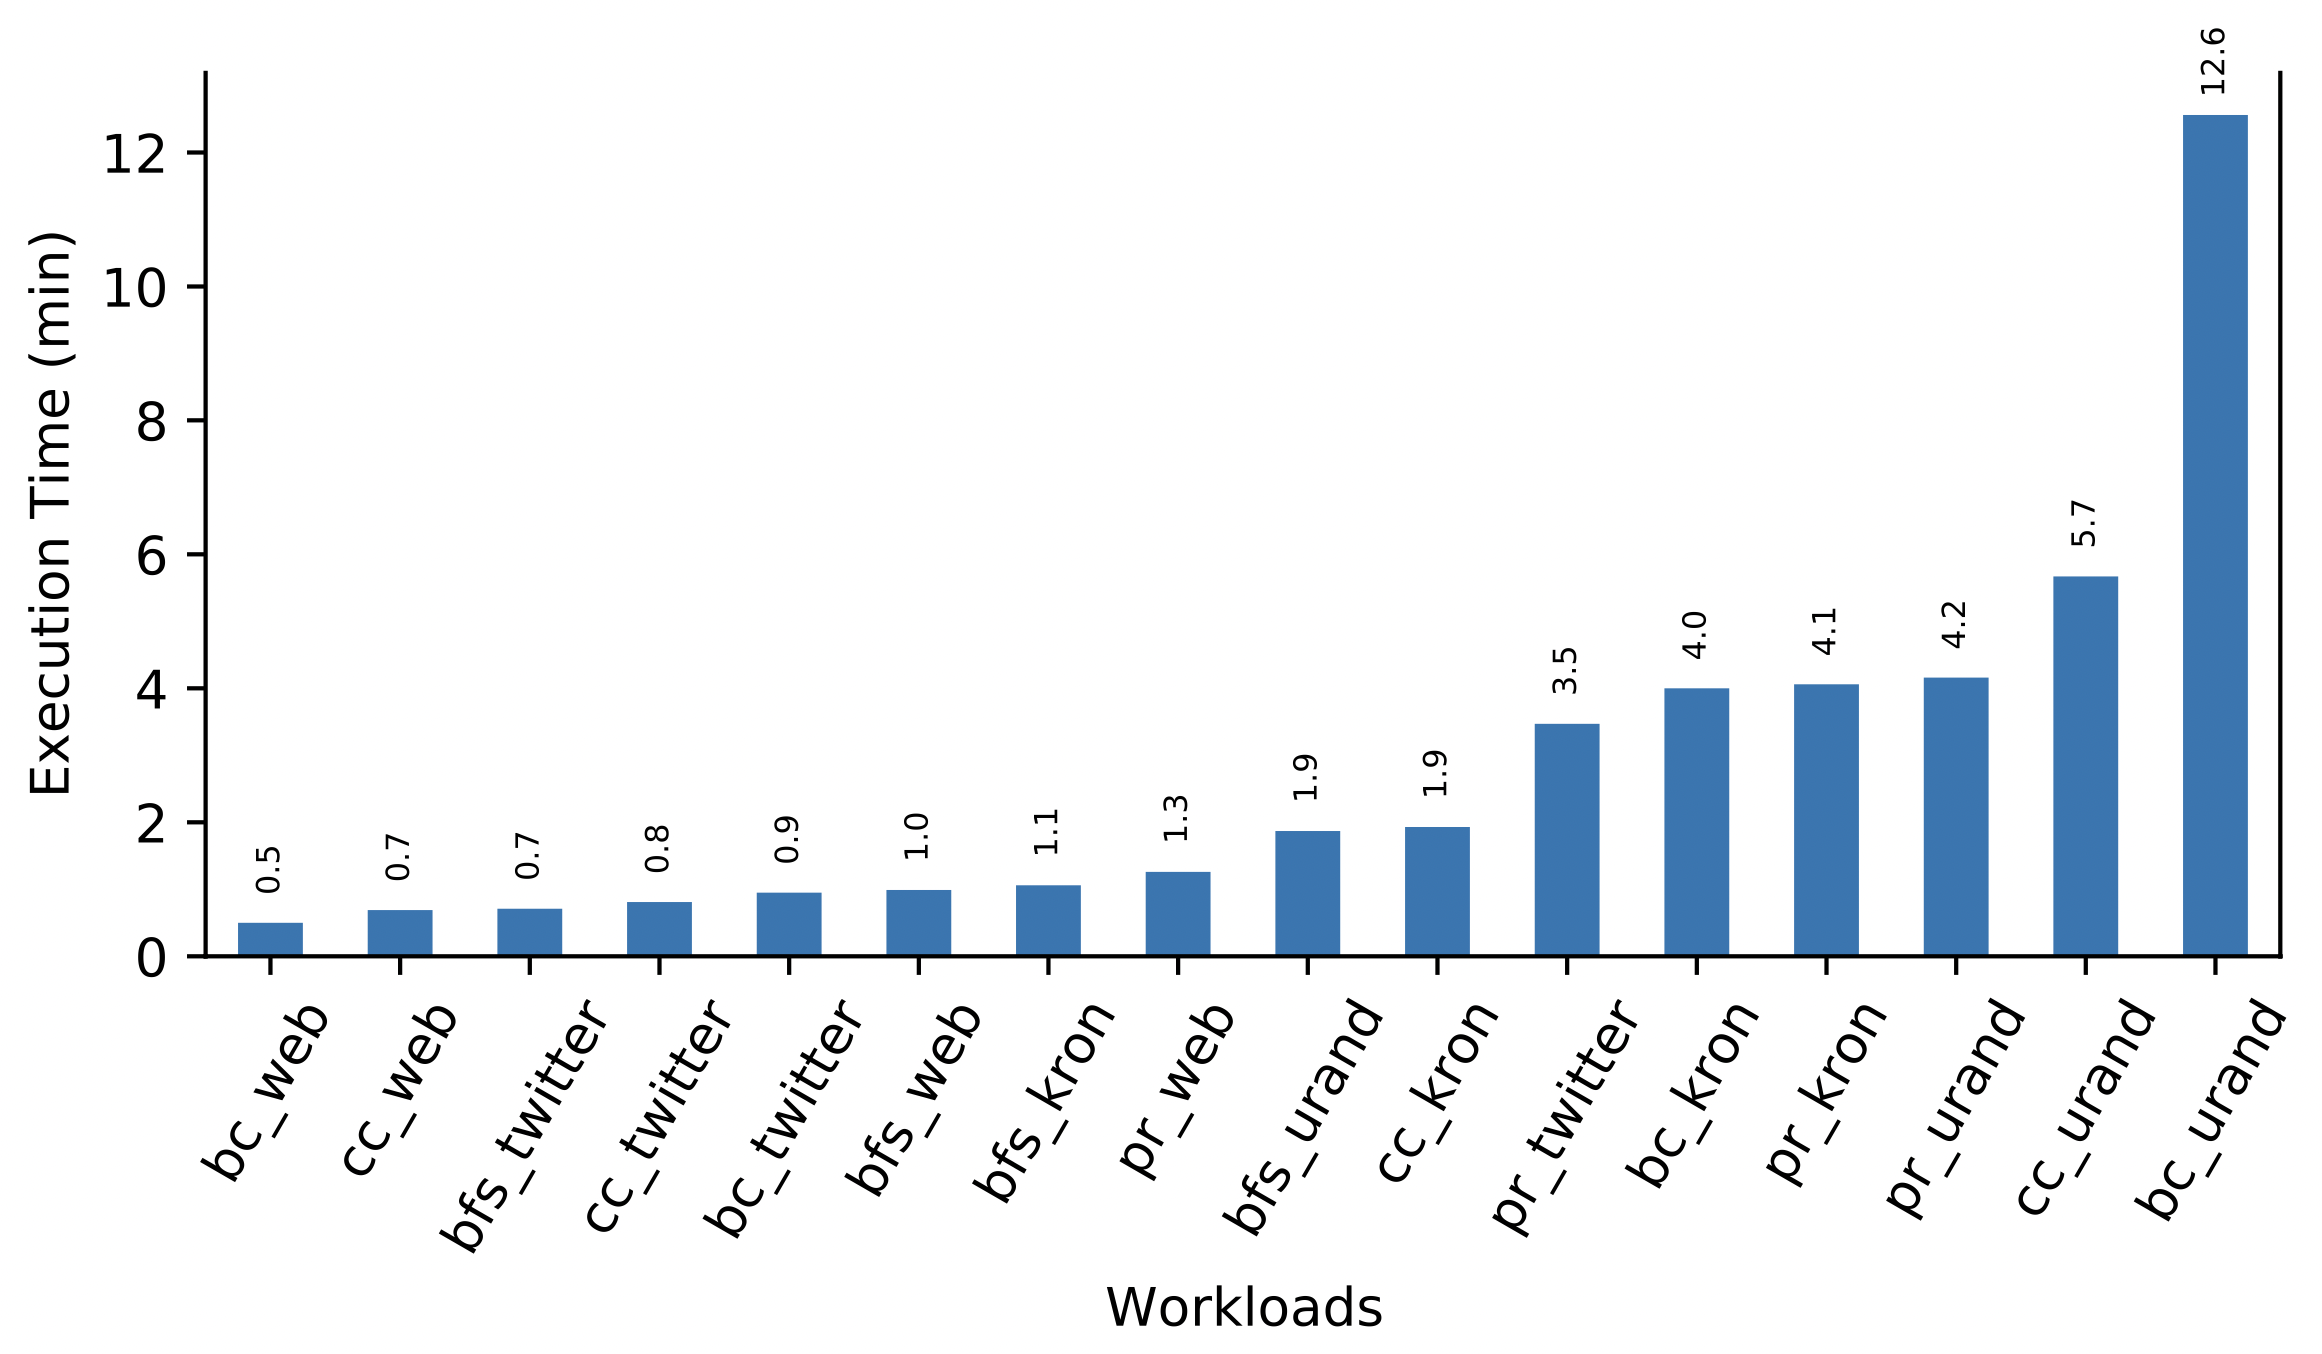 Execution Time (min)
12
10
8
6
4
2
0
0.5
0.7
0.7
0.8
0.9
1.0
1.1
1.3
1.9
1.9
3.5
4.0
4.1
4.2
5.7
12.6
bc_web
cc_web
bfs_twitter
cc_twitter
bc_twitter
bfs_web
bfs_kron
pr_web
bfs_urand
cc_kron
pr_twitter
bc_kron
pr_kron
pr_urand
cc_urand
bc_urand
Workloads